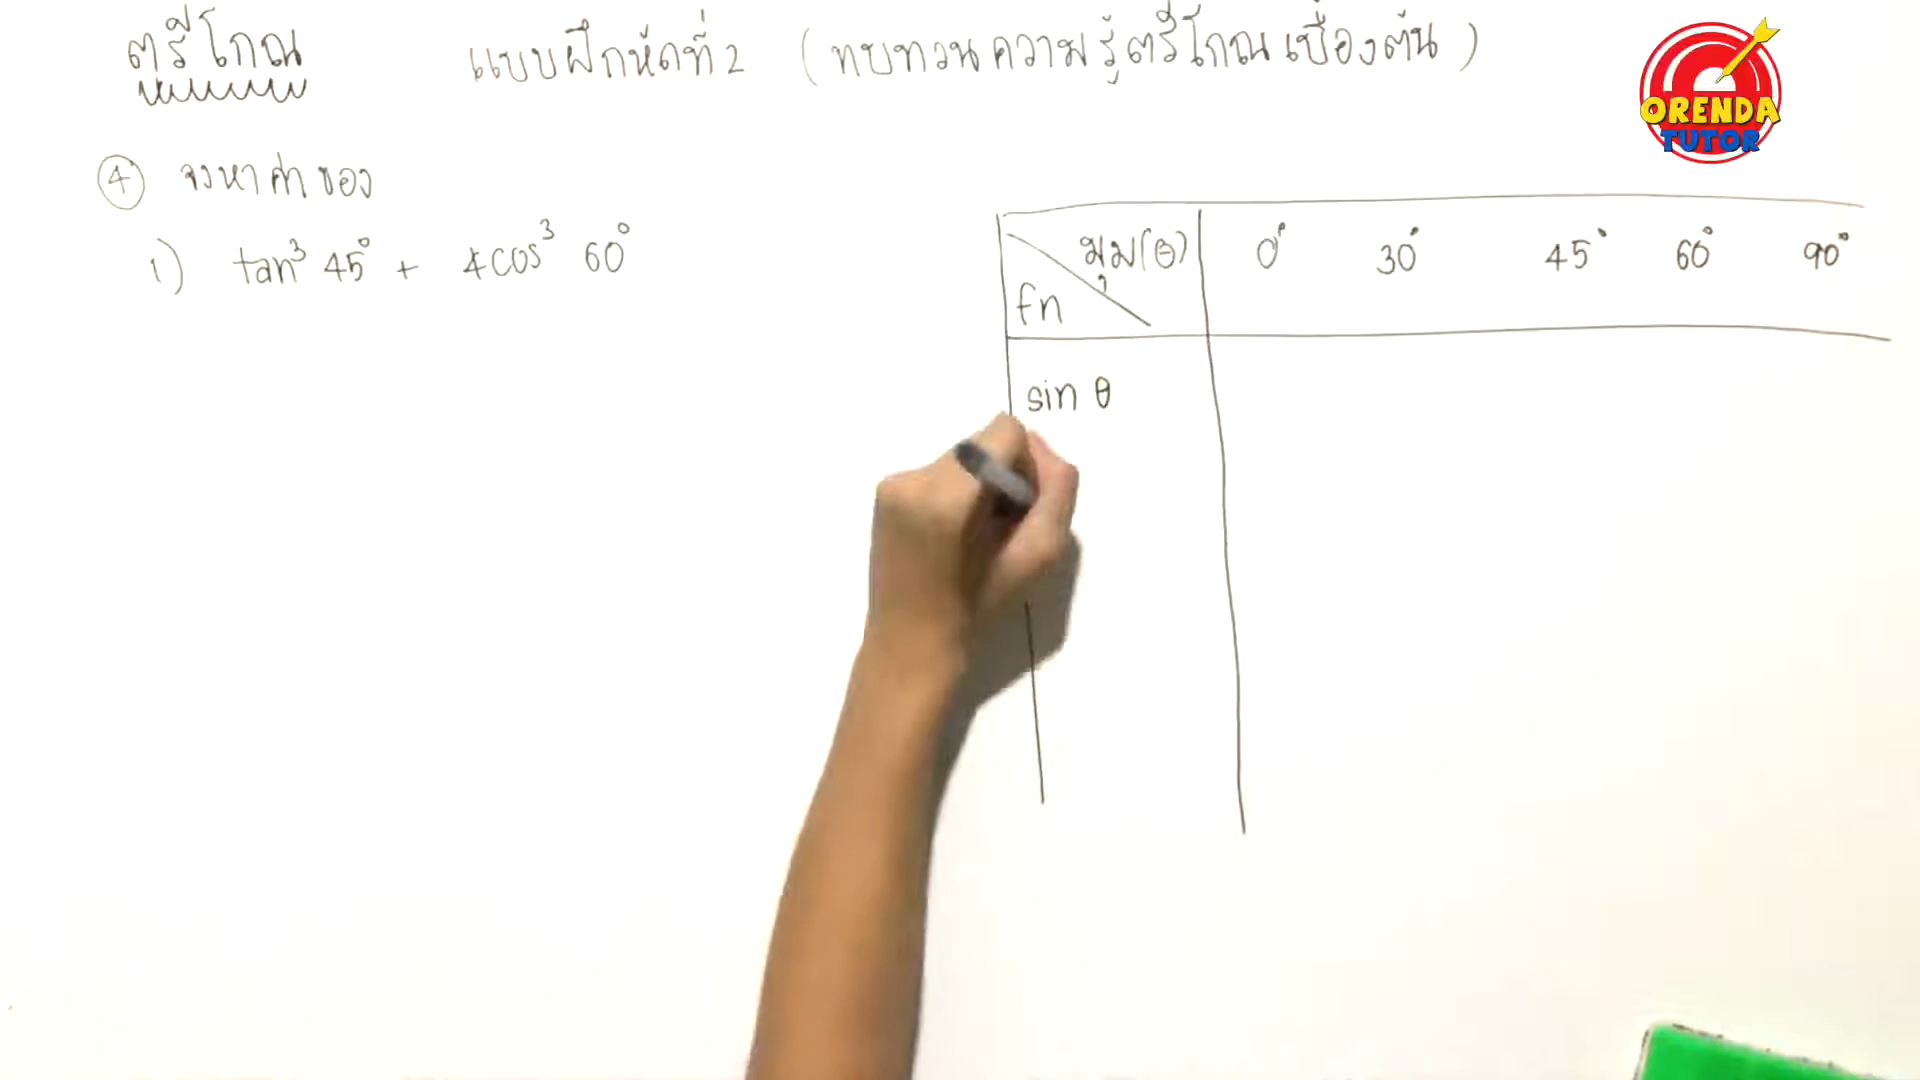 ตรีโกณ แบบฝึกหัดที่ 2 (ทบทวนความรู้ตรีโกณเบื้องต้น)
ORENDA
TUTOR
④ จงหาค่าของ
1) tan³ 45° + 4cos³ 60°
มุม(θ) 0° 30° 45° 60° 90°
fn
sin θ